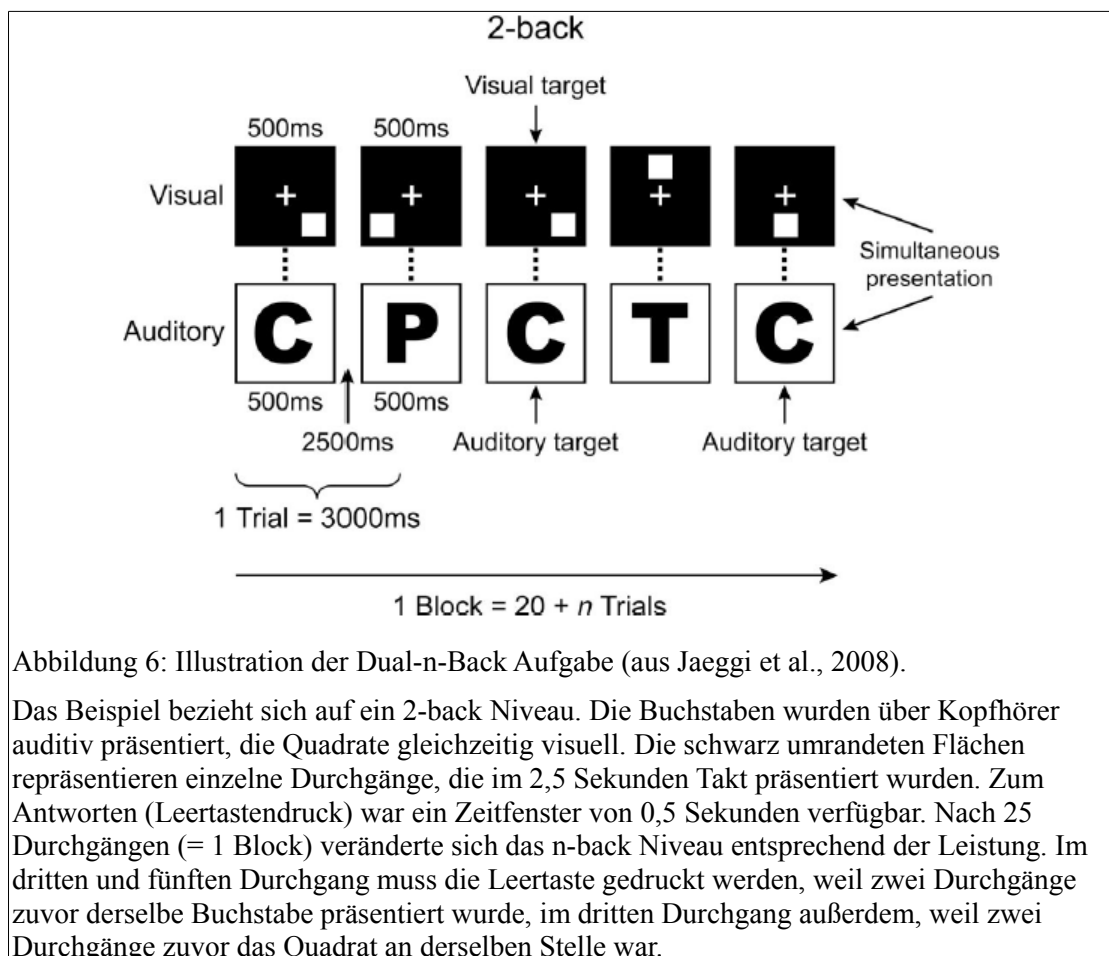 2-back
Visual target
500ms 500ms
Visual
Simultaneous
presentation
Auditory
C P C T C
500ms 500ms
2500ms Auditory target Auditory target
1 Trial = 3000ms
1 Block = 20 + n Trials
Abbildung 6: Illustration der Dual-n-Back Aufgabe (aus Jaeggi et al., 2008).
Das Beispiel bezieht sich auf ein 2-back Niveau. Die Buchstaben wurden über Kopfhörer
auditiv präsentiert, die Quadrate gleichzeitig visuell. Die schwarz umrandeten Flächen
repräsentieren einzelne Durchgänge, die im 2,5 Sekunden Takt präsentiert wurden. Zum
Antworten (Leertastendruck) war ein Zeitfenster von 0,5 Sekunden verfügbar. Nach 25
Durchgängen (= 1 Block) veränderte sich das n-back Niveau entsprechend der Leistung. Im
dritten und fünften Durchgang muss die Leertaste gedruckt werden, weil zwei Durchgänge
zuvor derselbe Buchstabe präsentiert wurde, im dritten Durchgang außerdem, weil zwei
Durchgänge zuvor das Quadrat an derselben Stelle war.